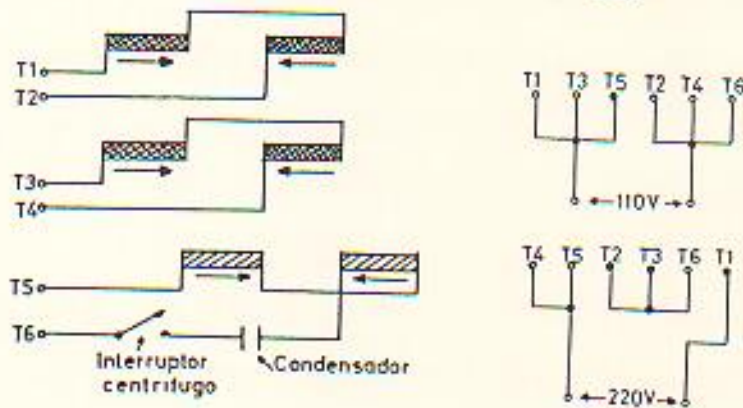 T1
T2
T3
T4
T5
T6
Interruptor
centrifugo
Condensador
T1 T3 T5 T2 T4 T6
110V
T4 T5 T2 T3 T6 T1
220V